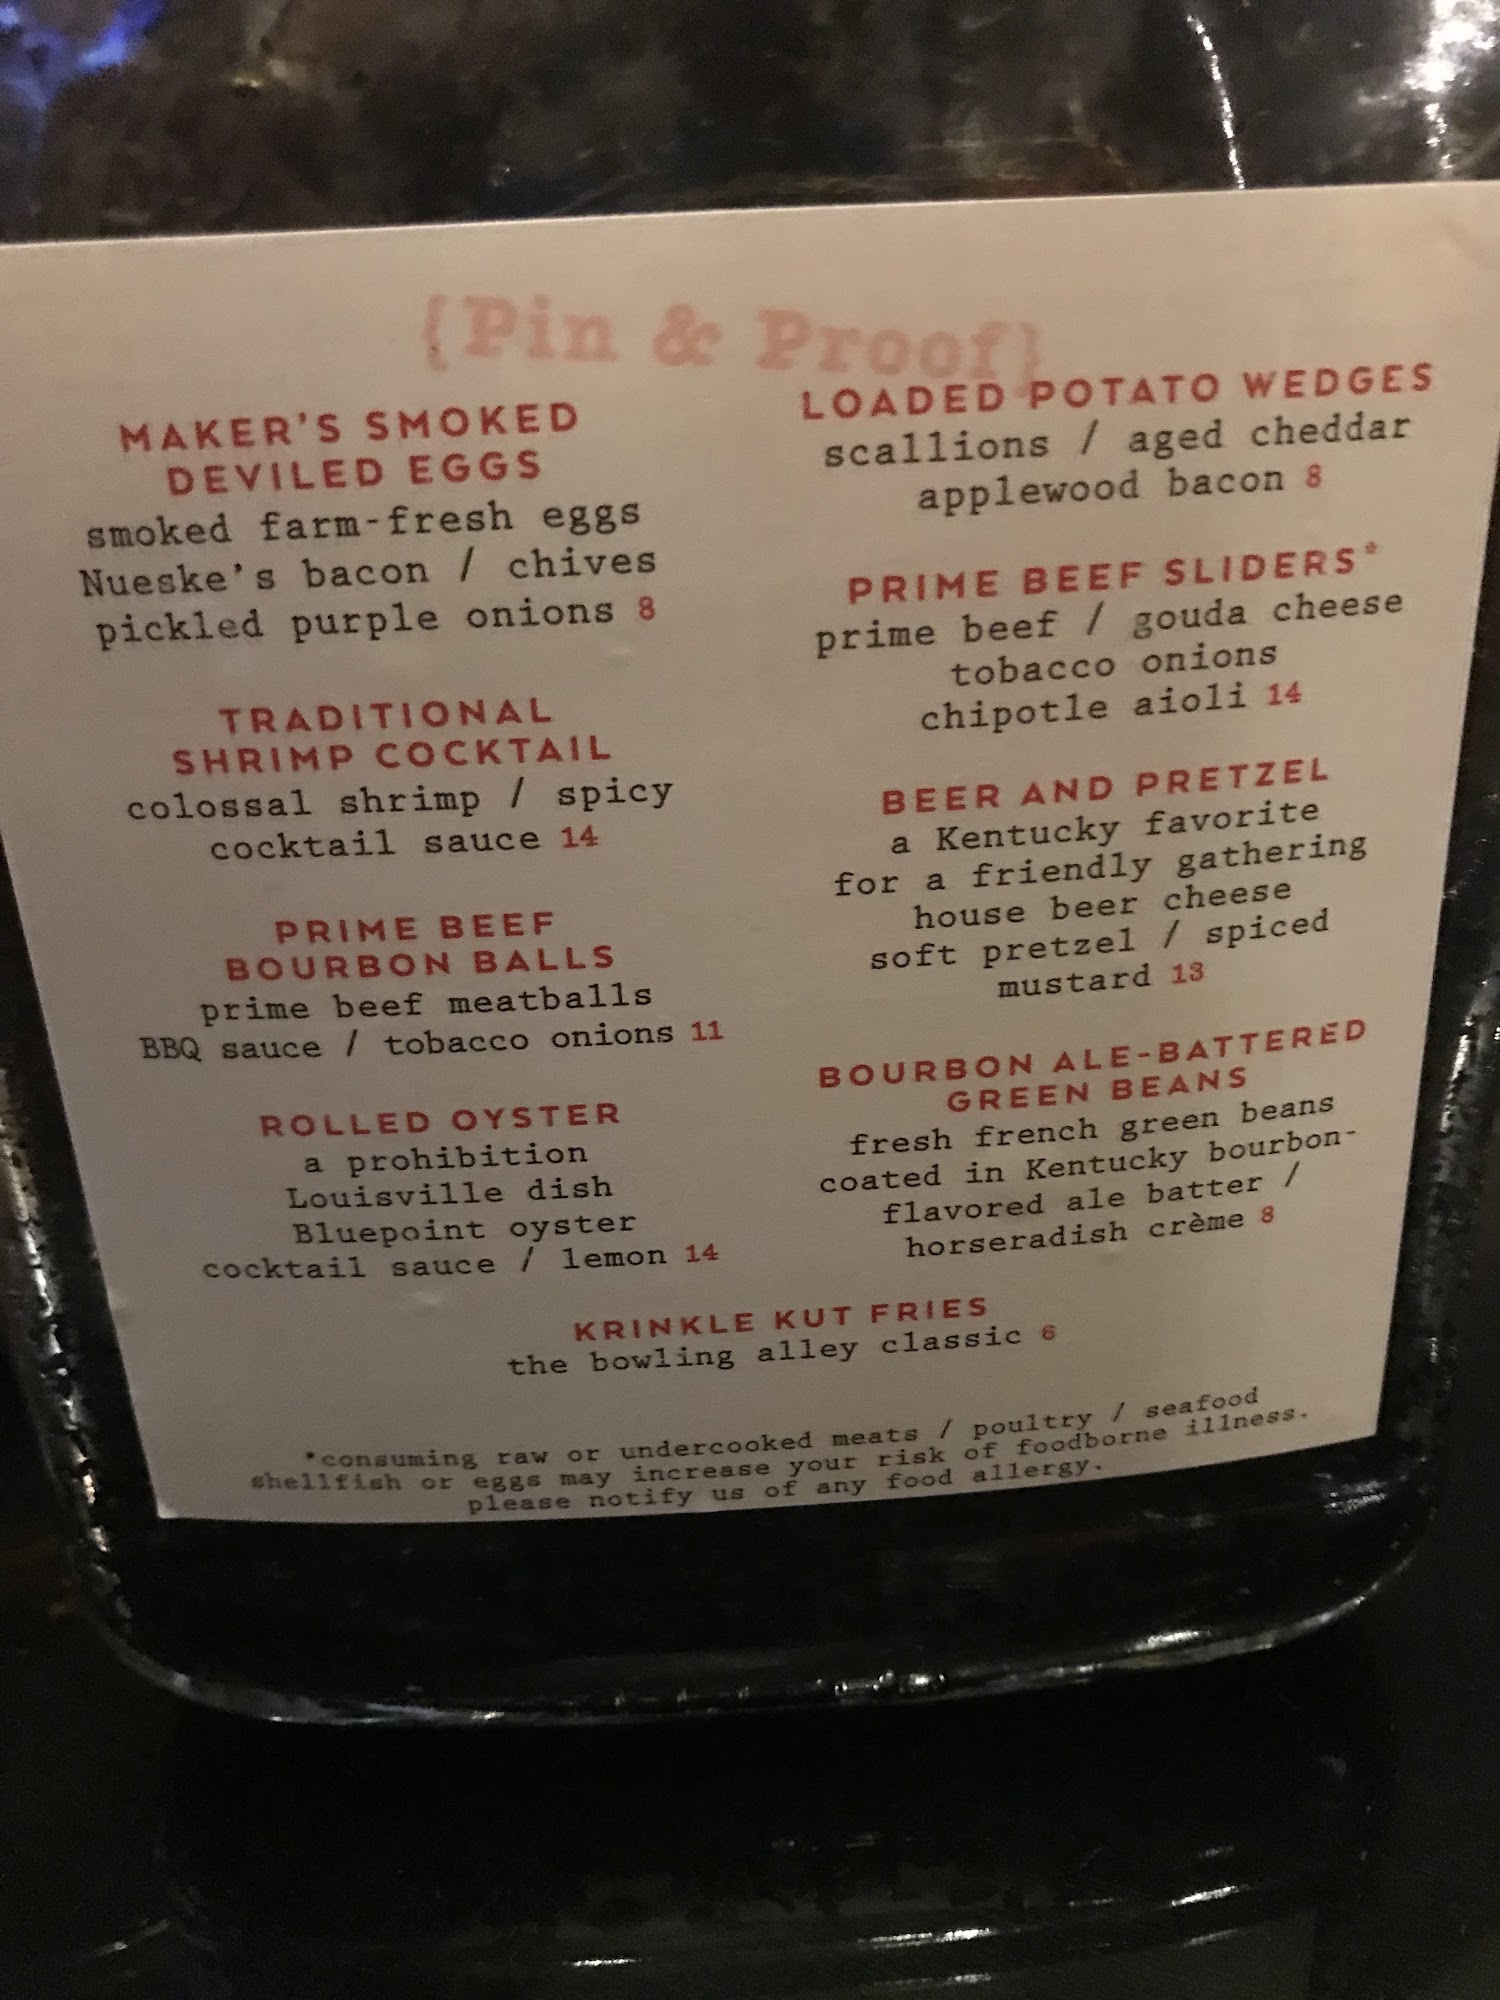 {Pin & Proof}
MAKER'S SMOKED
DEVILED EGGS
smoked farm-fresh eggs
Nueske's bacon / chives
pickled purple onions 8
TRADITIONAL
SHRIMP COCKTAIL
colossal shrimp / spicy
cocktail sauce 14
PRIME BEEF
BOURBON BALLS
prime beef meatballs
BBQ sauce / tobacco onions 11
ROLLED OYSTER
a prohibition
Louisville dish
Bluepoint oyster
cocktail sauce / lemon 14
LOADED POTATO WEDGES
scallions / aged cheddar
applewood bacon 8
PRIME BEEF SLIDERS*
prime beef / gouda cheese
tobacco onions
chipotle aioli 14
BEER AND PRETZEL
a Kentucky favorite
for a friendly gathering
house beer cheese
soft pretzel / spiced
mustard 13
BOURBON ALE-BATTERED
GREEN BEANS
fresh french green beans
coated in Kentucky bourbon-
flavored ale batter /
horseradish crème 8
KRINKLE KUT FRIES
the bowling alley classic 6
*consuming raw or undercooked meats / poultry / seafood
shellfish or eggs may increase your risk of foodborne illness.
please notify us of any food allergy.